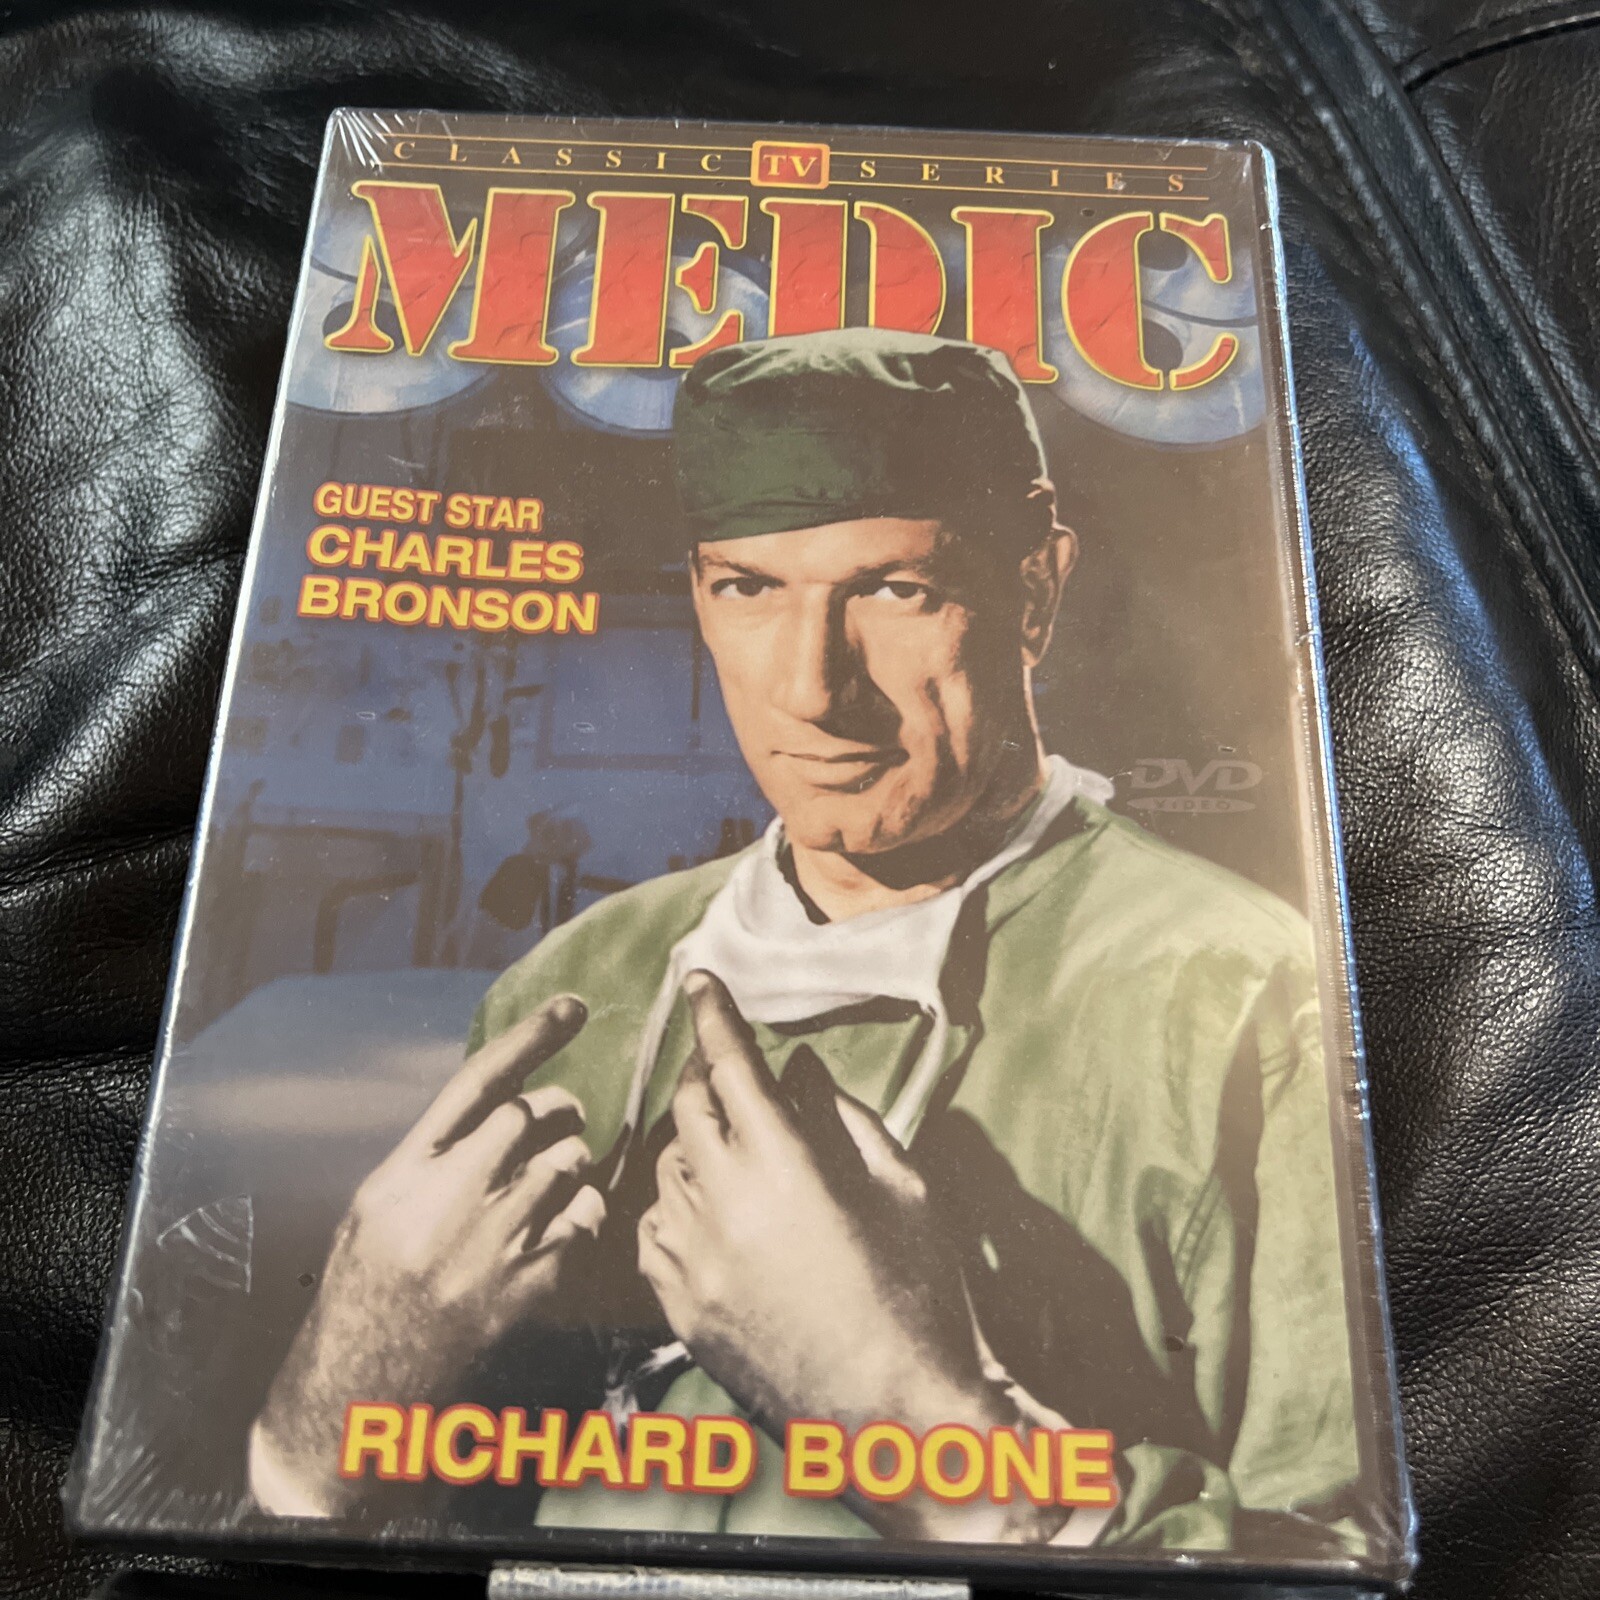 CLASSIC TV SERIES
MEDIC
GUEST STAR
CHARLES
BRONSON
DVD
VIDEO
RICHARD BOONE